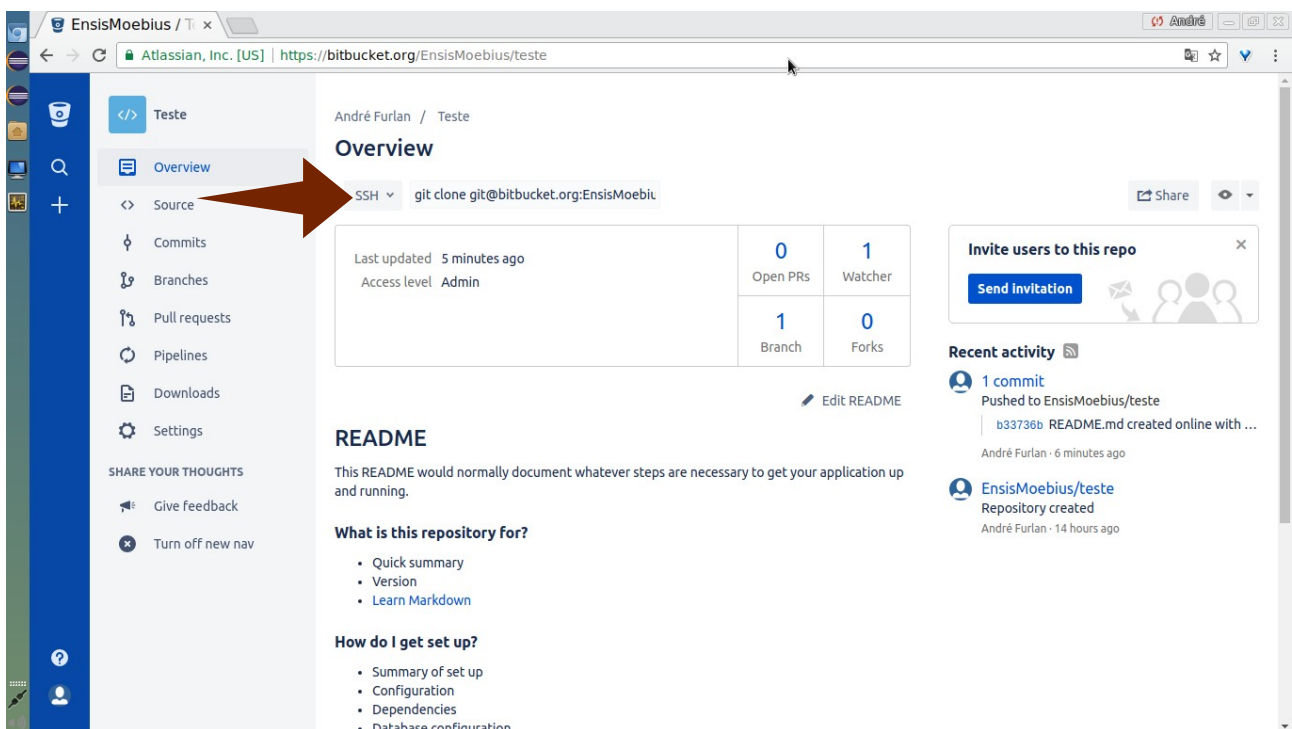 EnsisMoebius / Te
André
Atlassian, Inc. [US] | https://bitbucket.org/EnsisMoebius/teste
Teste
Overview
Source
Commits
Branches
Pull requests
Pipelines
Downloads
Settings
SHARE YOUR THOUGHTS
Give feedback
Turn off new nav
André Furlan / Teste
Overview
SSH git clone git@bitbucket.org:EnsisMoebiu
Share
Last updated 5 minutes ago
Access level Admin
0
Open PRs
1
Watcher
1
Branch
0
Forks
Edit README
README
This README would normally document whatever steps are necessary to get your application up
and running.
What is this repository for?
• Quick summary
• Version
• Learn Markdown
How do I get set up?
• Summary of set up
• Configuration
• Dependencies
• Database configuration
Invite users to this repo
Send invitation
Recent activity
1 commit
Pushed to EnsisMoebius/teste
b33736b README.md created online with ...
André Furlan · 6 minutes ago
EnsisMoebius/teste
Repository created
André Furlan · 14 hours ago